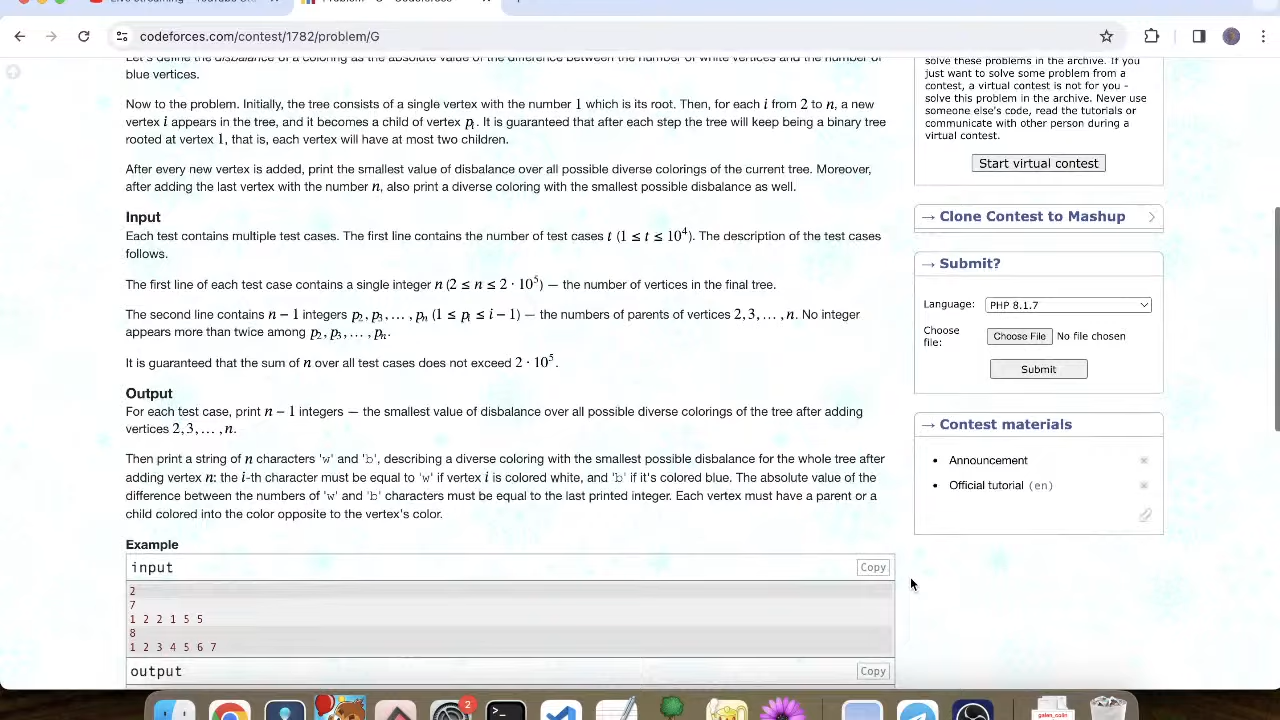 codeforces.com/contest/1782/problem/G
Let's define the disbalance of a coloring as the absolute value of the difference between the number of white vertices and the number of
blue vertices.
Now to the problem. Initially, the tree consists of a single vertex with the number 1 which is its root. Then, for each i from 2 to n, a new
vertex i appears in the tree, and it becomes a child of vertex pᵢ. It is guaranteed that after each step the tree will keep being a binary tree
rooted at vertex 1, that is, each vertex will have at most two children.
After every new vertex is added, print the smallest value of disbalance over all possible diverse colorings of the current tree. Moreover,
after adding the last vertex with the number n, also print a diverse coloring with the smallest possible disbalance as well.
Input
Each test contains multiple test cases. The first line contains the number of test cases t (1 ≤ t ≤ 10⁴). The description of the test cases
follows.
The first line of each test case contains a single integer n (2 ≤ n ≤ 2 · 10⁵) — the number of vertices in the final tree.
The second line contains n − 1 integers p₂, p₃, … , pₙ (1 ≤ pᵢ ≤ i − 1) — the numbers of parents of vertices 2, 3, … , n. No integer
appears more than twice among p₂, p₃, … , pₙ.
It is guaranteed that the sum of n over all test cases does not exceed 2 · 10⁵.
Output
For each test case, print n − 1 integers — the smallest value of disbalance over all possible diverse colorings of the tree after adding
vertices 2, 3, … , n.
Then print a string of n characters 'w' and 'b', describing a diverse coloring with the smallest possible disbalance for the whole tree after
adding vertex n: the i-th character must be equal to 'w' if vertex i is colored white, and 'b' if it's colored blue. The absolute value of the
difference between the numbers of 'w' and 'b' characters must be equal to the last printed integer. Each vertex must have a parent or a
child colored into the color opposite to the vertex's color.
Example
input
Copy
2
7
1 2 2 1 5 5
8
1 2 3 4 5 6 7
output
Copy
solve these problems in the archive. If you
just want to solve some problem from a
contest, a virtual contest is not for you -
solve this problem in the archive. Never use
someone else's code, read the tutorials or
communicate with other person during a
virtual contest.
Start virtual contest
→ Clone Contest to Mashup
→ Submit?
Language:
PHP 8.1.7
Choose
file:
Choose File No file chosen
Submit
→ Contest materials
Announcement
Official tutorial (en)
2